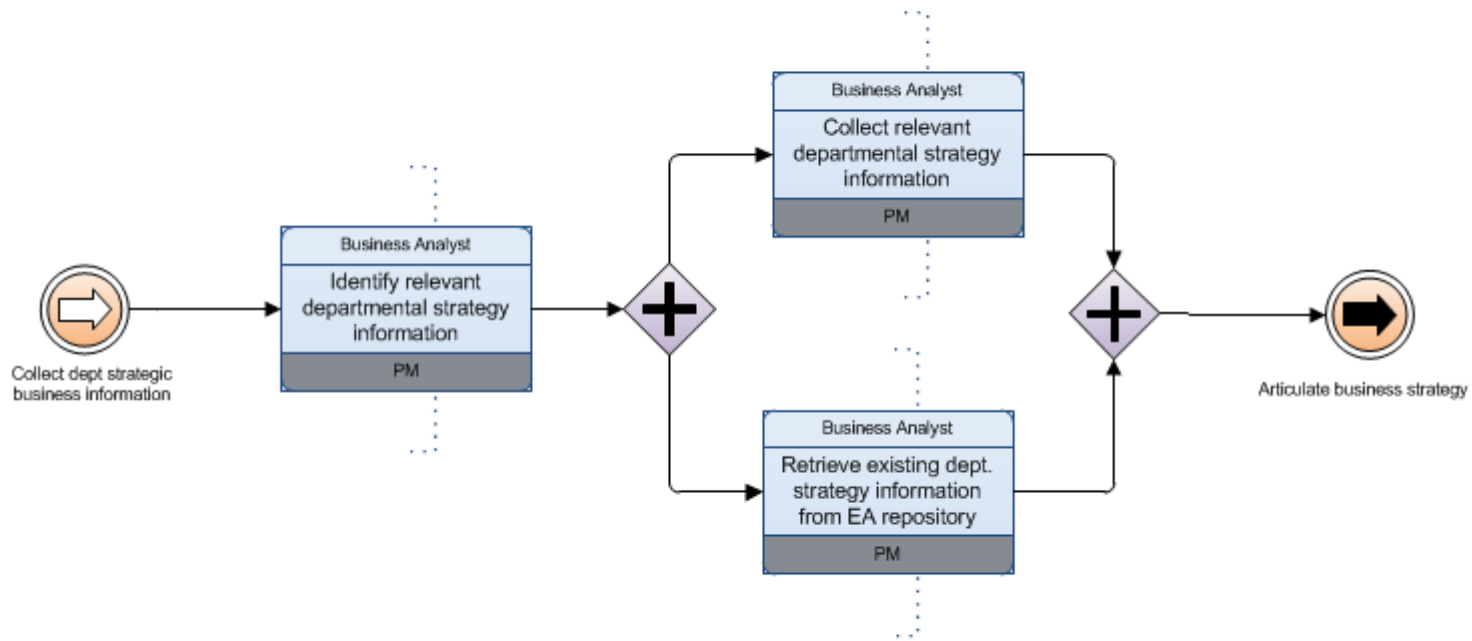 Collect dept strategic
business information
Business Analyst
Identify relevant
departmental strategy
information
PM
Business Analyst
Collect relevant
departmental strategy
information
PM
Business Analyst
Retrieve existing dept.
strategy information
from EA repository
PM
Articulate business strategy